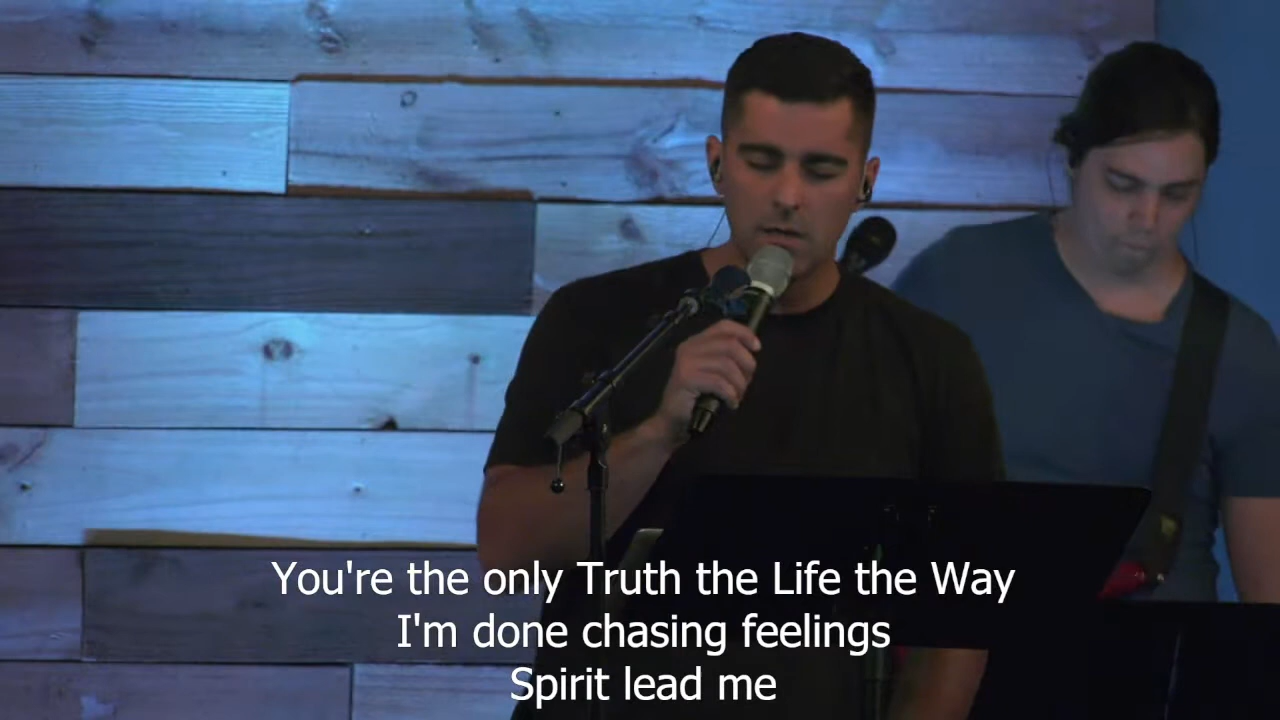 You're the only Truth the Life the Way
I'm done chasing feelings
Spirit lead me